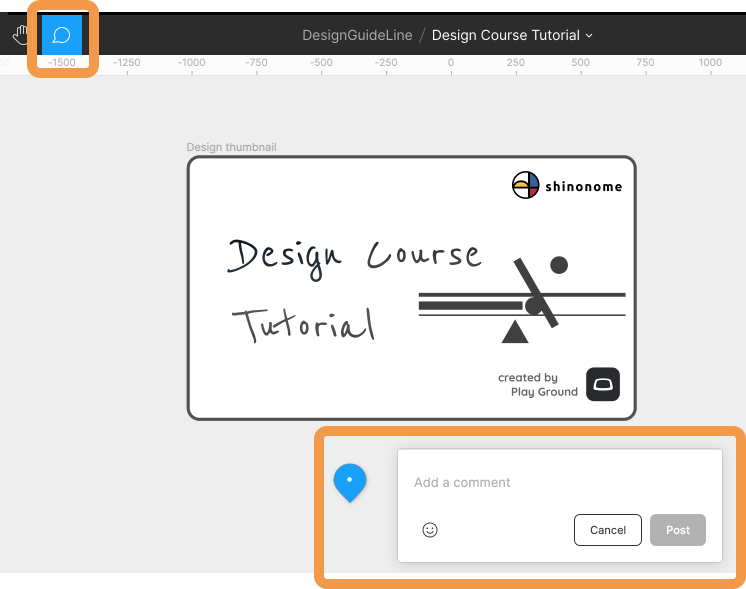 DesignGuideLine / Design Course Tutorial
-1500 -1250 -1000 -750 -500 -250 0 250 500 750 1000
Design thumbnail
shinonome
Design Course
Tutorial
created by
Play Ground
Add a comment
Cancel Post